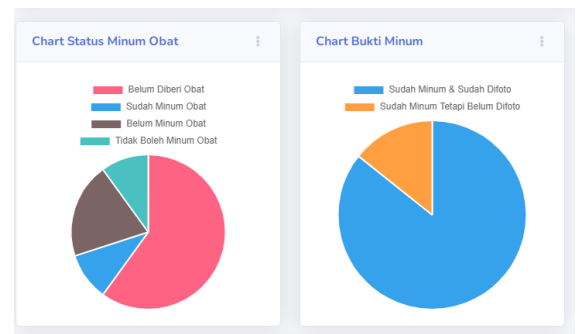 Chart Status Minum Obat
Belum Diberi Obat
Sudah Minum Obat
Belum Minum Obat
Tidak Boleh Minum Obat
Chart Bukti Minum
Sudah Minum & Sudah Difoto
Sudah Minum Tetapi Belum Difoto